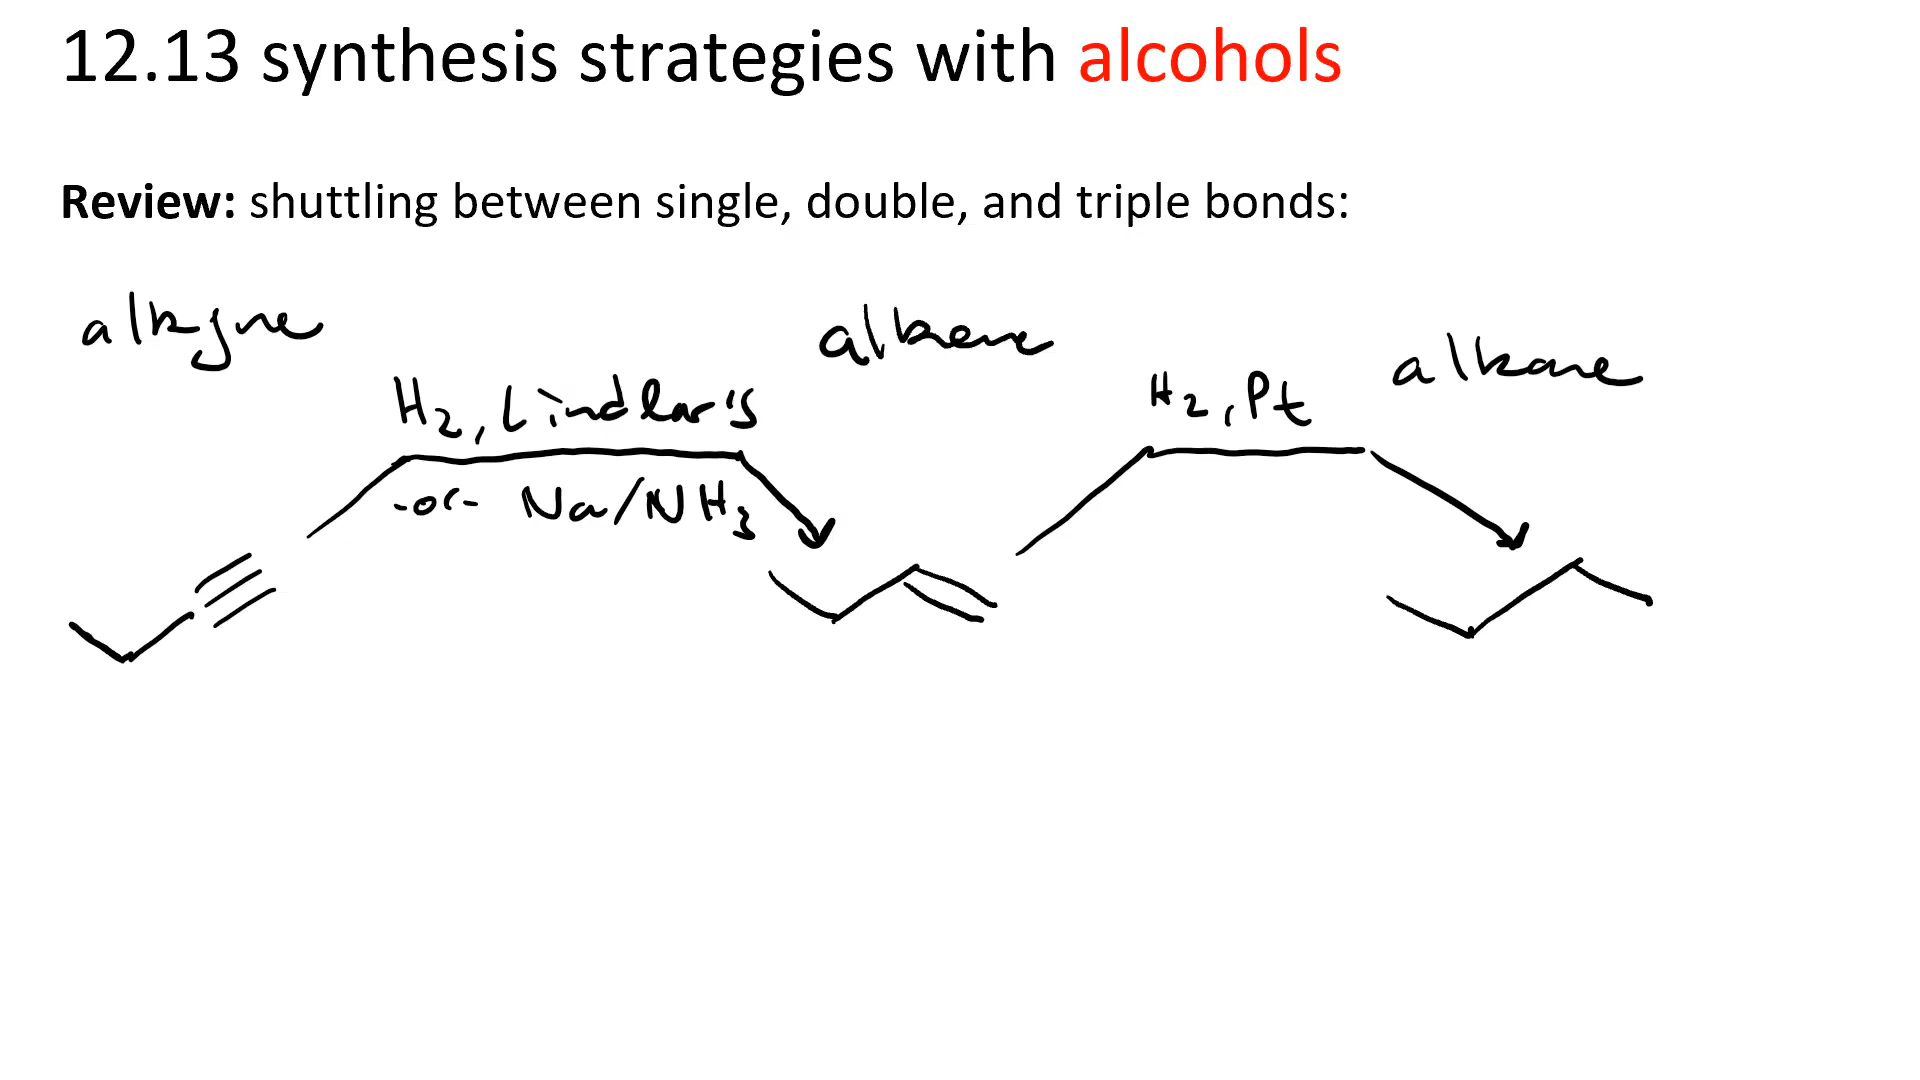 12.13 synthesis strategies with alcohols
Review: shuttling between single, double, and triple bonds:
alkyne
alkene
alkane
H2, Lindlar's
H2, Pt
-or- Na/NH3